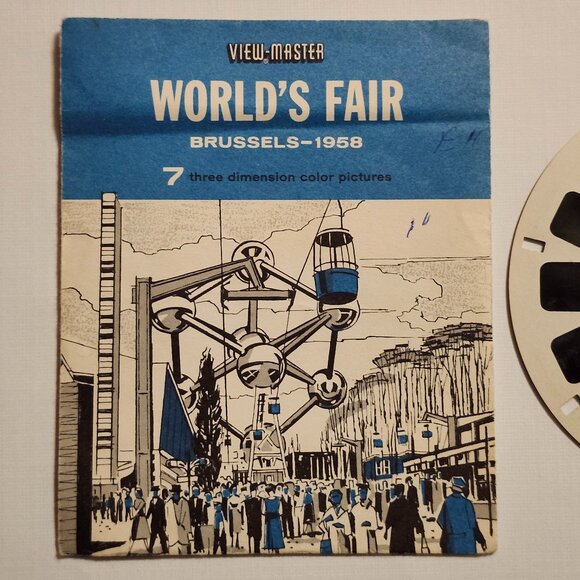 VIEW-MASTER
WORLD'S FAIR
BRUSSELS-1958
7 three dimension color pictures